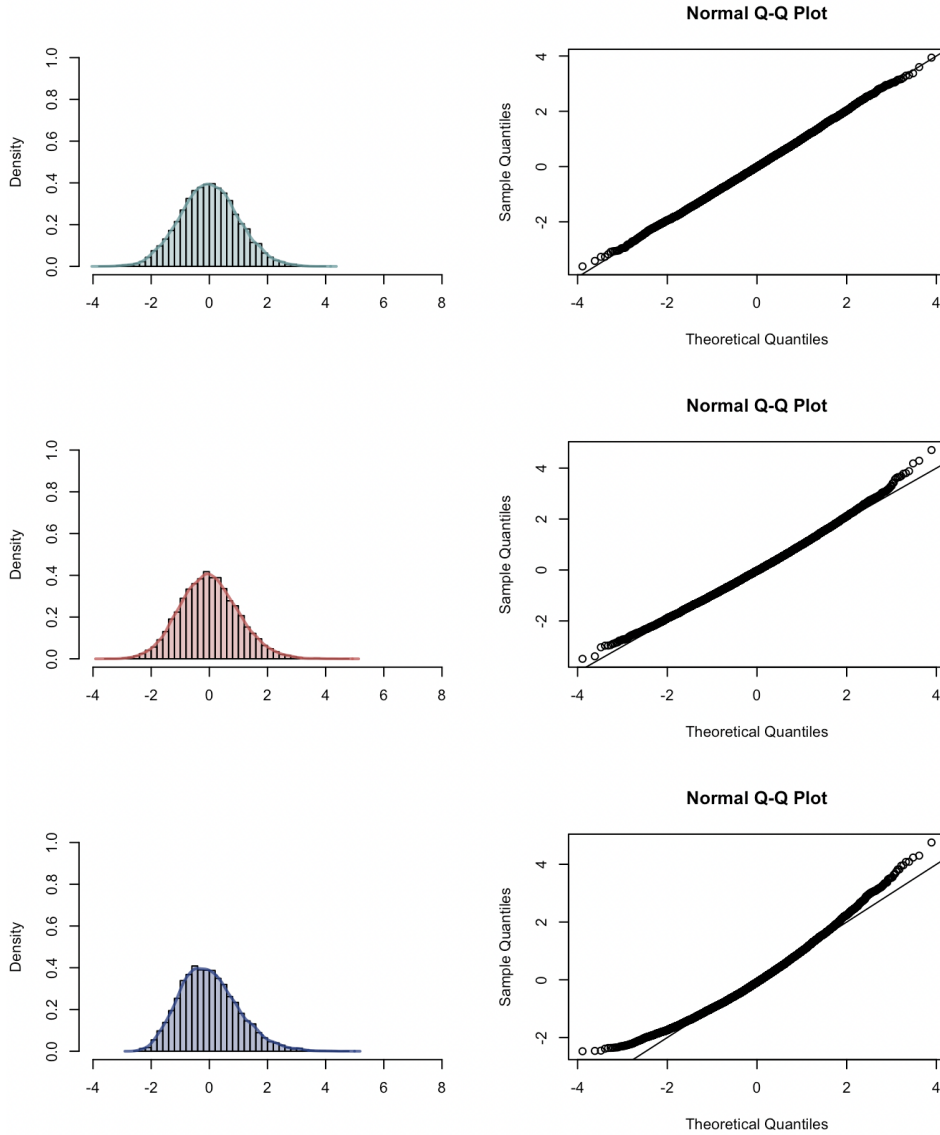 Normal Q-Q Plot
Density
0.0 0.2 0.4 0.6 0.8 1.0
-4 -2 0 2 4 6 8
Sample Quantiles
-2 0 2 4
-4 -2 0 2 4
Theoretical Quantiles
Normal Q-Q Plot
Density
0.0 0.2 0.4 0.6 0.8 1.0
-4 -2 0 2 4 6 8
Sample Quantiles
-2 0 2 4
-4 -2 0 2 4
Theoretical Quantiles
Normal Q-Q Plot
Density
0.0 0.2 0.4 0.6 0.8 1.0
-4 -2 0 2 4 6 8
Sample Quantiles
-2 0 2 4
-4 -2 0 2 4
Theoretical Quantiles